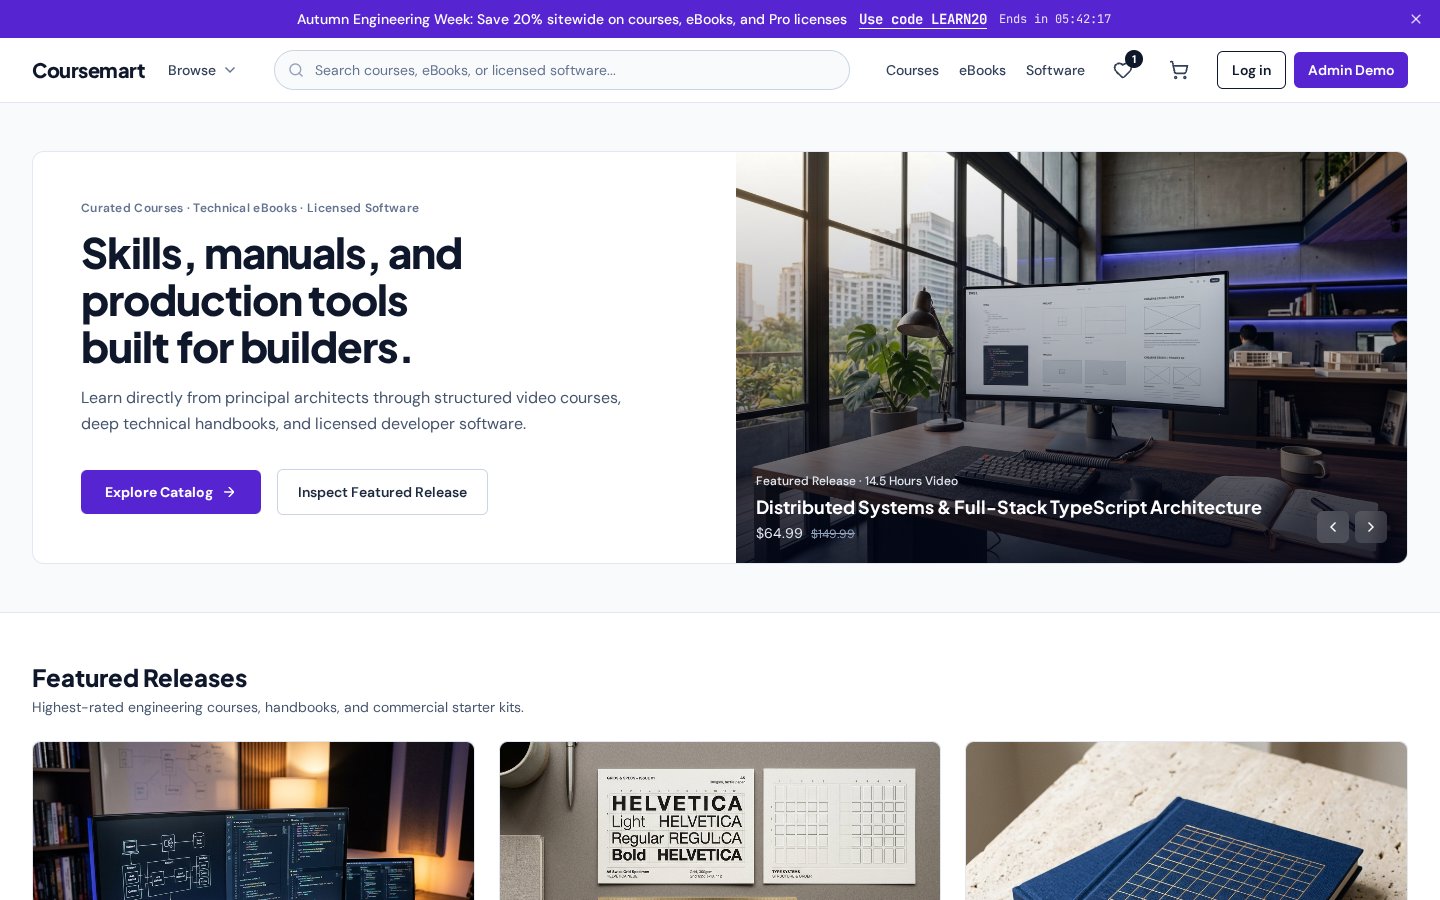 Autumn Engineering Week: Save 20% sitewide on courses, eBooks, and Pro licenses Use code LEARN20 Ends in 05:42:17
Coursemart Browse Search courses, eBooks, or licensed software... Courses eBooks Software 1 Log in Admin Demo
Curated Courses · Technical eBooks · Licensed Software
Skills, manuals, and
production tools
built for builders.
Learn directly from principal architects through structured video courses,
deep technical handbooks, and licensed developer software.
Explore Catalog Inspect Featured Release
Featured Release · 14.5 Hours Video
Distributed Systems & Full-Stack TypeScript Architecture
$64.99 $149.99
Featured Releases
Highest-rated engineering courses, handbooks, and commercial starter kits.
HELVETICA
Light HELVETICA
Regular REGULCA
Bold HELVETICA